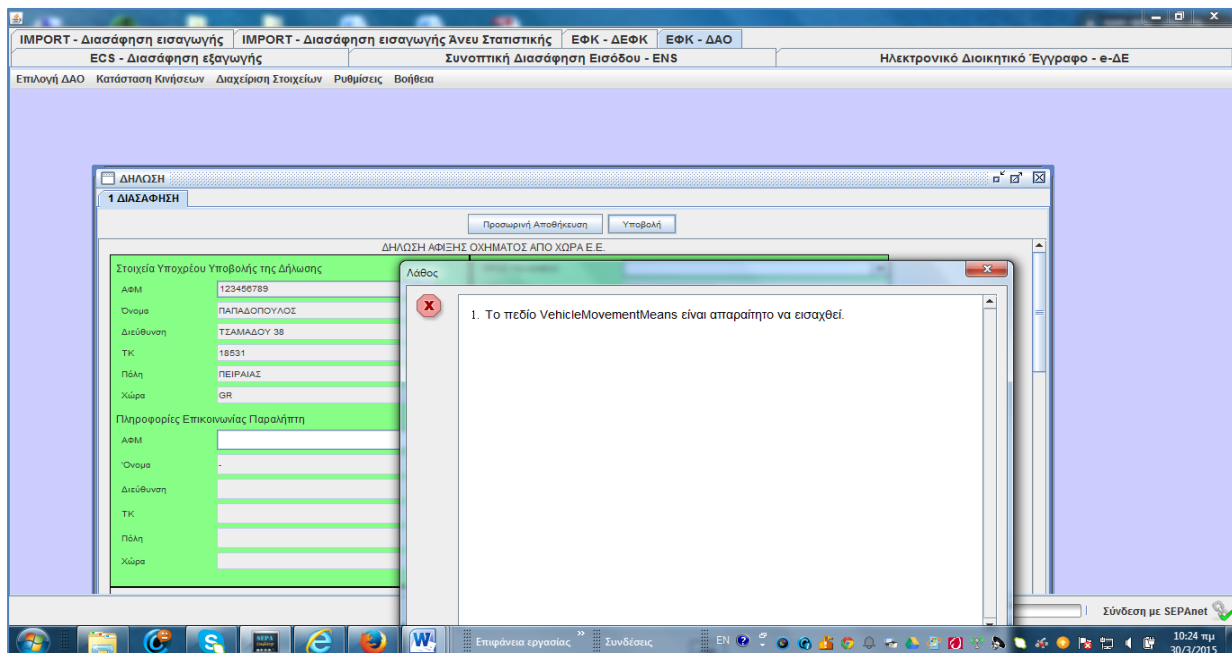 IMPORT - Διασάφηση εισαγωγής IMPORT - Διασάφηση εισαγωγής Άνευ Στατιστικής ΕΦΚ - ΔΕΦΚ ΕΦΚ - ΔΑΟ
ECS - Διασάφηση εξαγωγής Συνοπτική Διασάφηση Εισόδου - ENS Ηλεκτρονικό Διοικητικό Έγγραφο - e-ΔΕ
Επιλογή ΔΑΟ Κατάσταση Κινήσεων Διαχείριση Στοιχείων Ρυθμίσεις Βοήθεια
ΔΗΛΩΣΗ
1 ΔΙΑΣΑΦΗΣΗ
Προσωρινή Αποθήκευση Υποβολή
ΔΗΛΩΣΗ ΑΦΙΞΗΣ ΟΧΗΜΑΤΟΣ ΑΠΟ ΧΩΡΑ Ε.Ε.
Στοιχεία Υποχρέου Υποβολής της Δήλωσης
ΑΦΜ 123456789
Όνομα ΠΑΠΑΔΟΠΟΥΛΟΣ
Διεύθυνση ΤΣΑΜΑΔΟΥ 38
ΤΚ 18531
Πόλη ΠΕΙΡΑΙΑΣ
Χώρα GR
Πληροφορίες Επικοινωνίας Παραλήπτη
ΑΦΜ
Όνομα -
Διεύθυνση
ΤΚ
Πόλη
Χώρα
Λάθος
1. Το πεδίο VehicleMovementMeans είναι απαραίτητο να εισαχθεί.
Σύνδεση με SEPAnet
SEPA
Επιφάνεια εργασίας » Συνδέσεις EN 10:24 πμ
30/3/2015